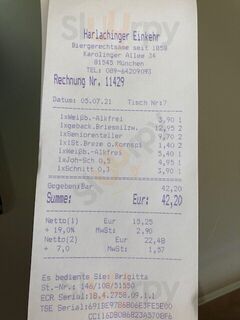 Harlachinger Einkehr
Biergerechtsame seit 1858
Karolinger Allee 34
81545 München
TEL: 089-64209093
Rechnung Nr. 11429
Datum: 05.07.21 Tisch Nr:7
1xWeißb.-Alkfrei 3,90 1
1xgeback.Briesmilzw. 12,95 2
1xSeniorenteller 9,70 2
1x1St.Breze o.Kornspi 1,40 2
1xWeißb.-Alkfrei 5,40 1
1xJoh-Sch 0,5 4,95 1
1xSchnitt 0,3 3,90 1
Gegeben:Bar 42,20
Summe: Eur: 42,20
Netto(1) Eur 15,25
+ 19,0% MwSt: 2,90
Netto(2) Eur 22,48
+ 7,0 MwSt: 1,57
Es bediente Sie: Brigitta
St.-Nr.: 146/108/51550
ECR Serial:
TSE Serial: